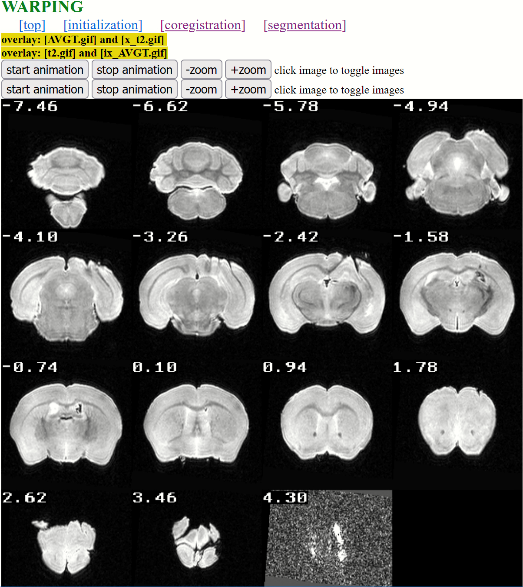 WARPING
[top] [initialization] [coregistration] [segmentation]
overlay: [AVGT.gif] and [x_t2.gif]
overlay: [t2.gif] and [ix_AVGT.gif]
start animation stop animation -zoom +zoom click image to toggle images
start animation stop animation -zoom +zoom click image to toggle images
-7.46 -6.62 -5.78 -4.94
-4.10 -3.26 -2.42 -1.58
-0.74 0.10 0.94 1.78
2.62 3.46 4.30